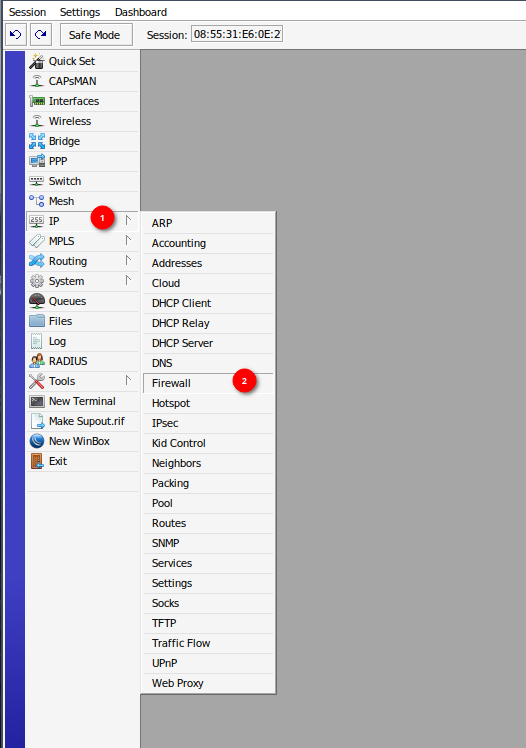 Session Settings Dashboard
Safe Mode Session: 08:55:31:E6:0E:2
Quick Set
CAPsMAN
Interfaces
Wireless
Bridge
PPP
Switch
Mesh
255 IP 1
MPLS
Routing
System
Queues
Files
Log
RADIUS
Tools
New Terminal
Make Supout.rif
New WinBox
Exit
ARP
Accounting
Addresses
Cloud
DHCP Client
DHCP Relay
DHCP Server
DNS
Firewall 2
Hotspot
IPsec
Kid Control
Neighbors
Packing
Pool
Routes
SNMP
Services
Settings
Socks
TFTP
Traffic Flow
UPnP
Web Proxy